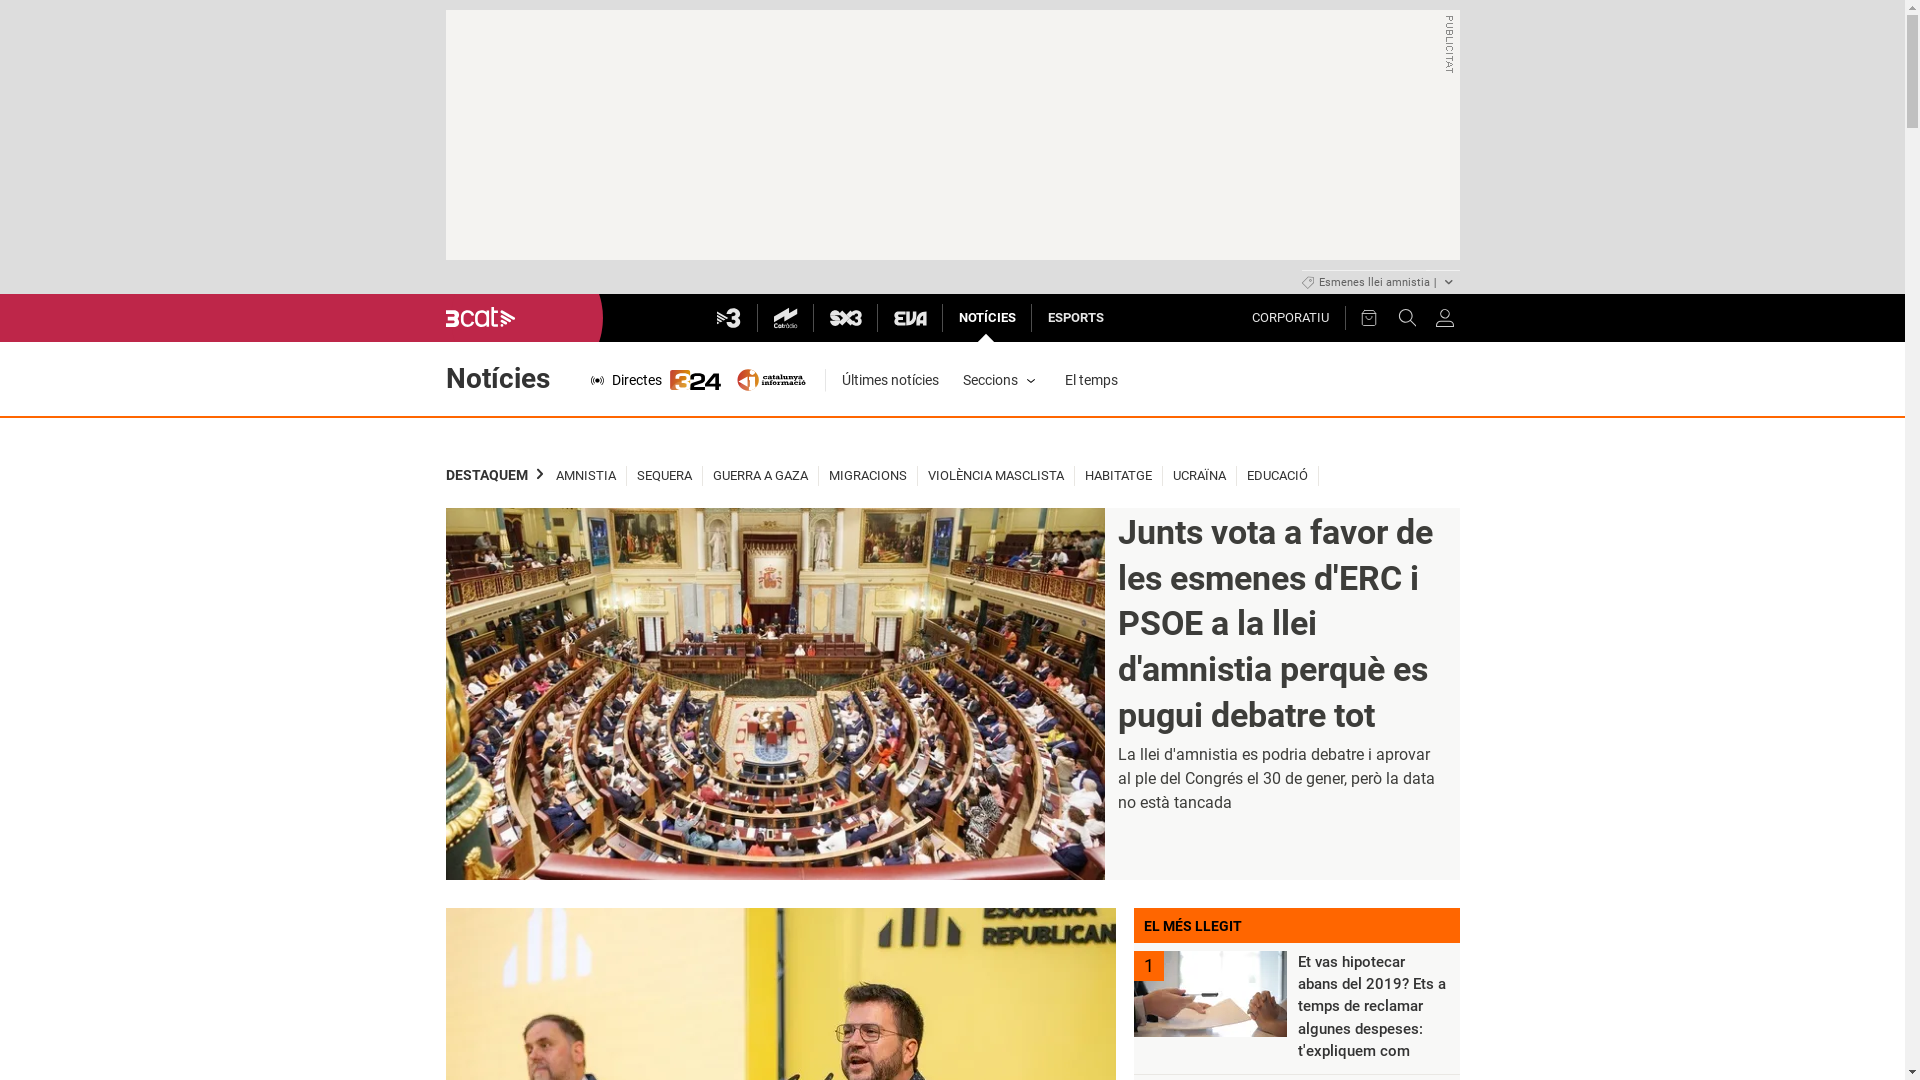 PUBLICITAT
Esmenes llei amnistia |
3cat
3
Catràdio
SX3
EVA
NOTÍCIES
ESPORTS
CORPORATIU
Notícies
Directes
324
catalunya
informació
Últimes notícies
Seccions
El temps
DESTAQUEM
AMNISTIA
SEQUERA
GUERRA A GAZA
MIGRACIONS
VIOLÈNCIA MASCLISTA
HABITATGE
UCRAÏNA
EDUCACIÓ
Junts vota a favor de
les esmenes d'ERC i
PSOE a la llei
d'amnistia perquè es
pugui debatre tot
La llei d'amnistia es podria debatre i aprovar
al ple del Congrés el 30 de gener, però la data
no està tancada
ESQUERRA
REPUBLICAN
EL MÉS LLEGIT
1
Et vas hipotecar
abans del 2019? Ets a
temps de reclamar
algunes despeses:
t'expliquem com